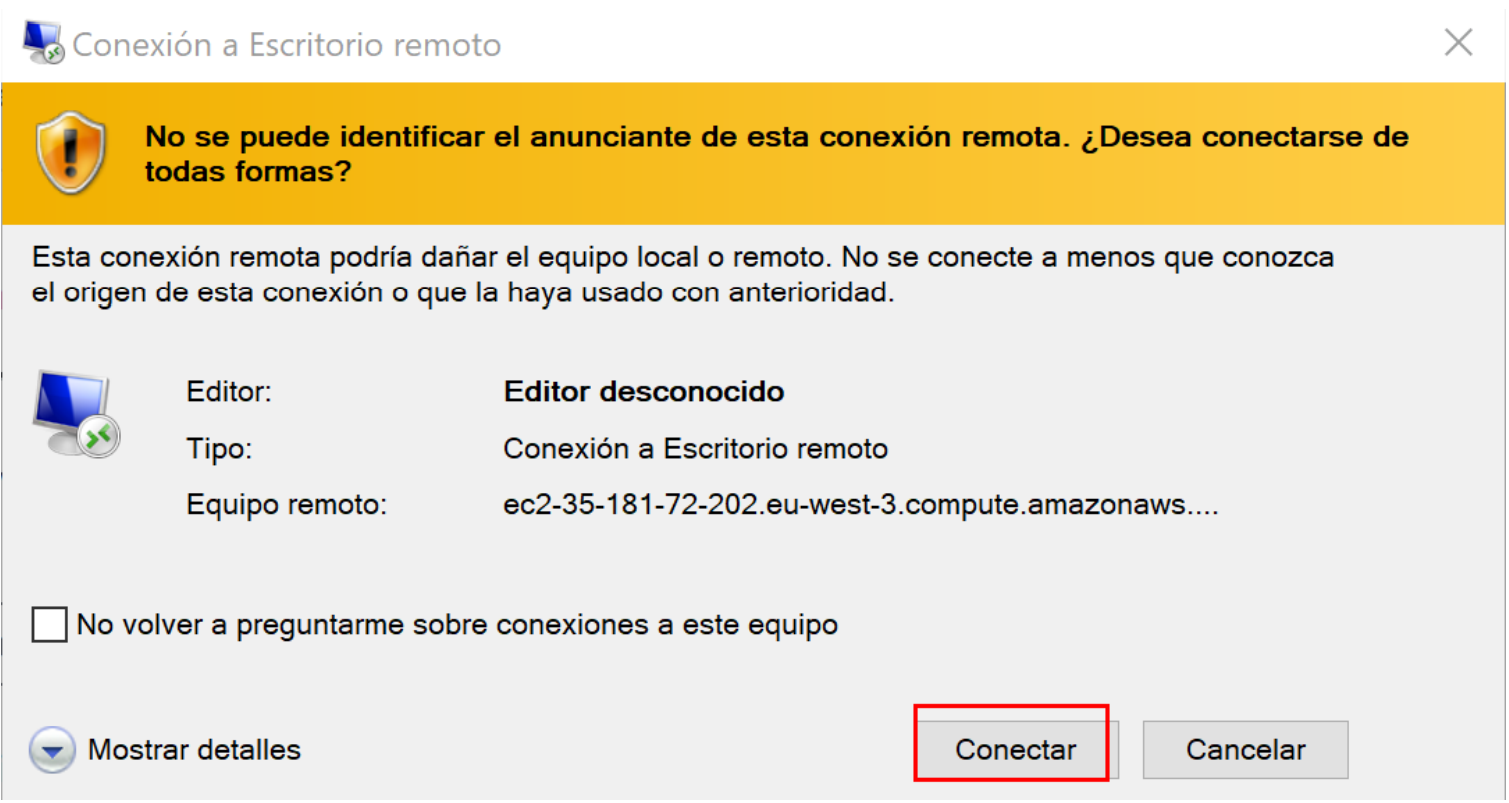 Conexión a Escritorio remoto
No se puede identificar el anunciante de esta conexión remota. ¿Desea conectarse de
todas formas?
Esta conexión remota podría dañar el equipo local o remoto. No se conecte a menos que conozca
el origen de esta conexión o que la haya usado con anterioridad.
Editor: Editor desconocido
Tipo: Conexión a Escritorio remoto
Equipo remoto: ec2-35-181-72-202.eu-west-3.compute.amazonaws....
No volver a preguntarme sobre conexiones a este equipo
Mostrar detalles Conectar Cancelar